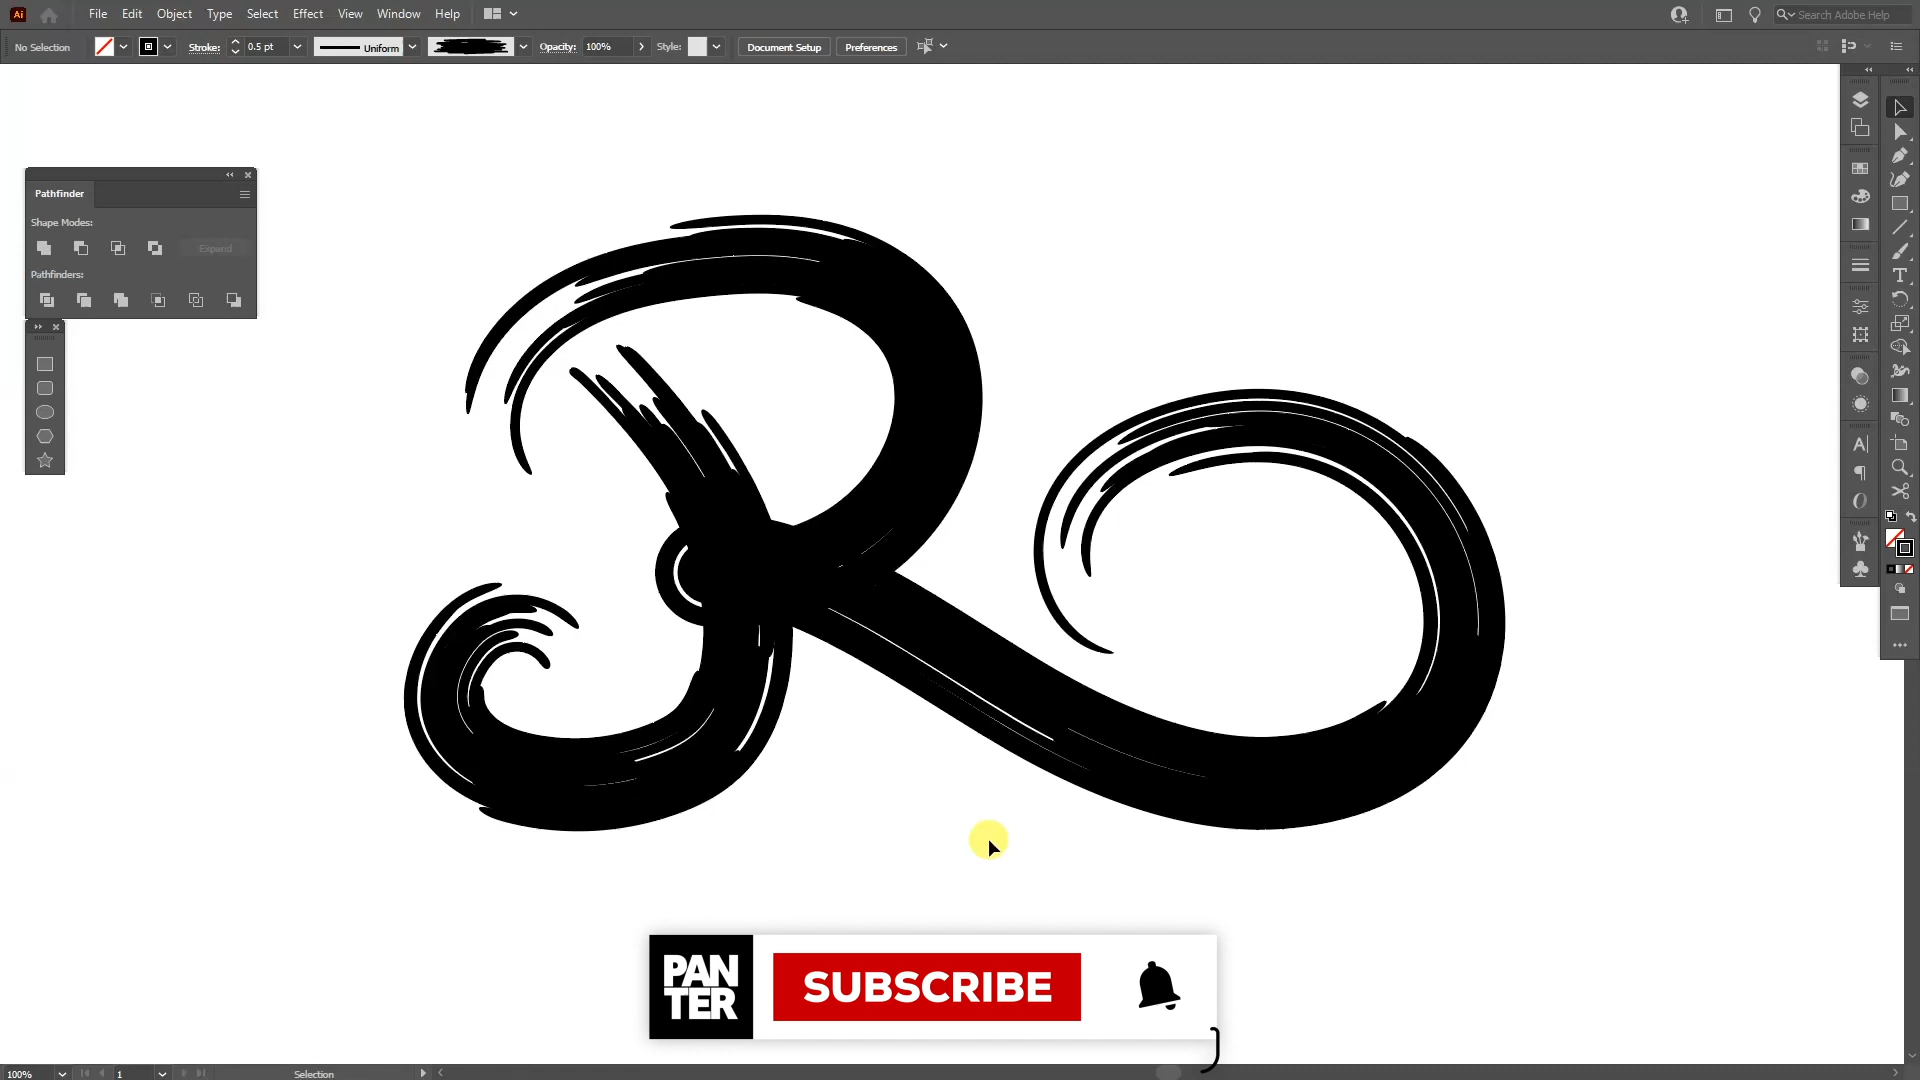 Ai File Edit Object Type Select Effect View Window Help Search Adobe Help
No Selection Stroke: 0.5 pt Uniform Opacity: 100% Style: Document Setup Preferences
Pathfinder
Shape Modes:
Expand
Pathfinders:
R
PAN
TER
SUBSCRIBE
100% 1 Selection